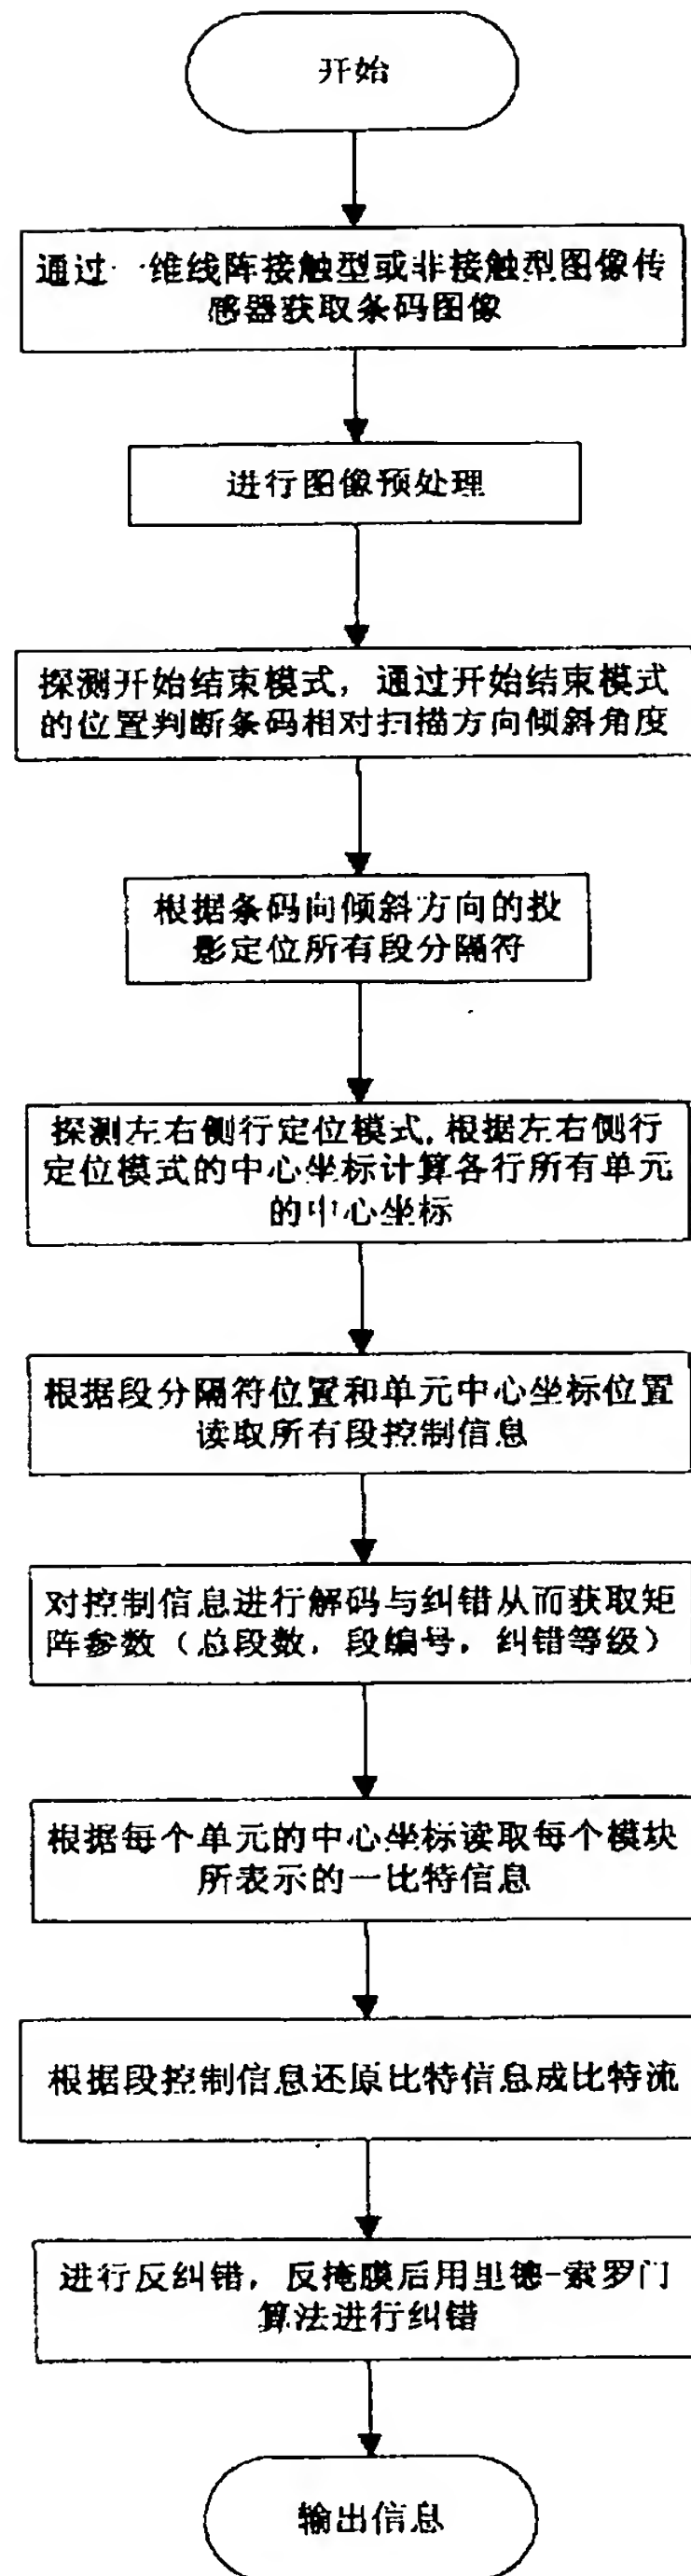 开始
通过一维线阵接触型或非接触型图像传
感器获取条码图像
进行图像预处理
探测开始结束模式，通过开始结束模式
的位置判断条码相对扫描方向倾斜角度
根据条码向倾斜方向的投
影定位所有段分隔符
探测左右侧行定位模式,根据左右侧行
定位模式的中心坐标计算各行所有单元
的中心坐标
根据段分隔符位置和单元中心坐标位置
读取所有段控制信息
对控制信息进行解码与纠错从而获取矩
阵参数（总段数，段编号，纠错等级）
根据每个单元的中心坐标读取每个模块
所表示的一比特信息
根据段控制信息还原比特信息成比特流
进行反纠错，反掩膜后用里德-索罗门
算法进行纠错
输出信息